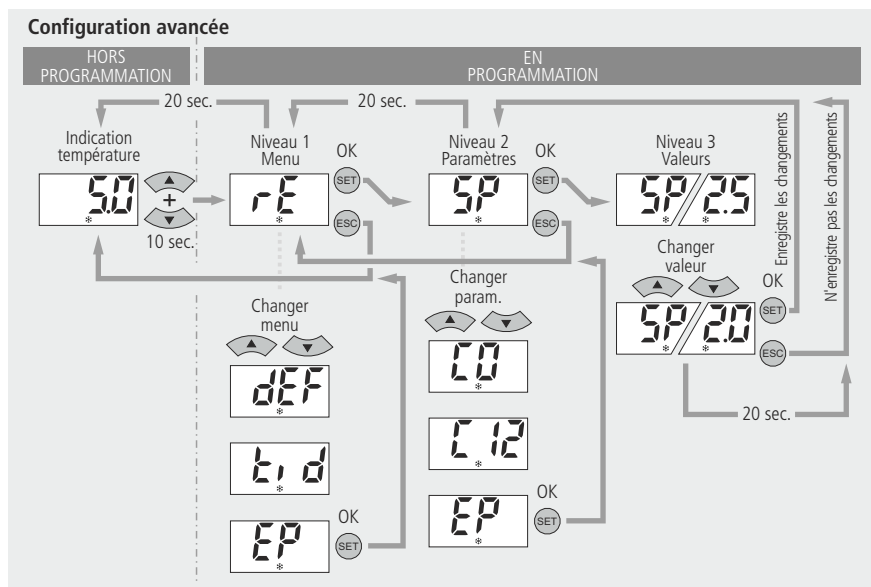 Configuration avancée
HORS
PROGRAMMATION
EN
PROGRAMMATION
20 sec.
20 sec.
Indication
température
5.0
+
10 sec.
Niveau 1
Menu
rE
OK
SET
ESC
Niveau 2
Paramètres
SP
OK
SET
ESC
Niveau 3
Valeurs
SP/2.5
Enregistre les changements
N'enregistre pas les changements
Changer
valeur
SP/2.0
OK
SET
ESC
20 sec.
Changer
menu
dEF
tid
EP
OK
SET
Changer
param.
C0
C12
EP
OK
SET